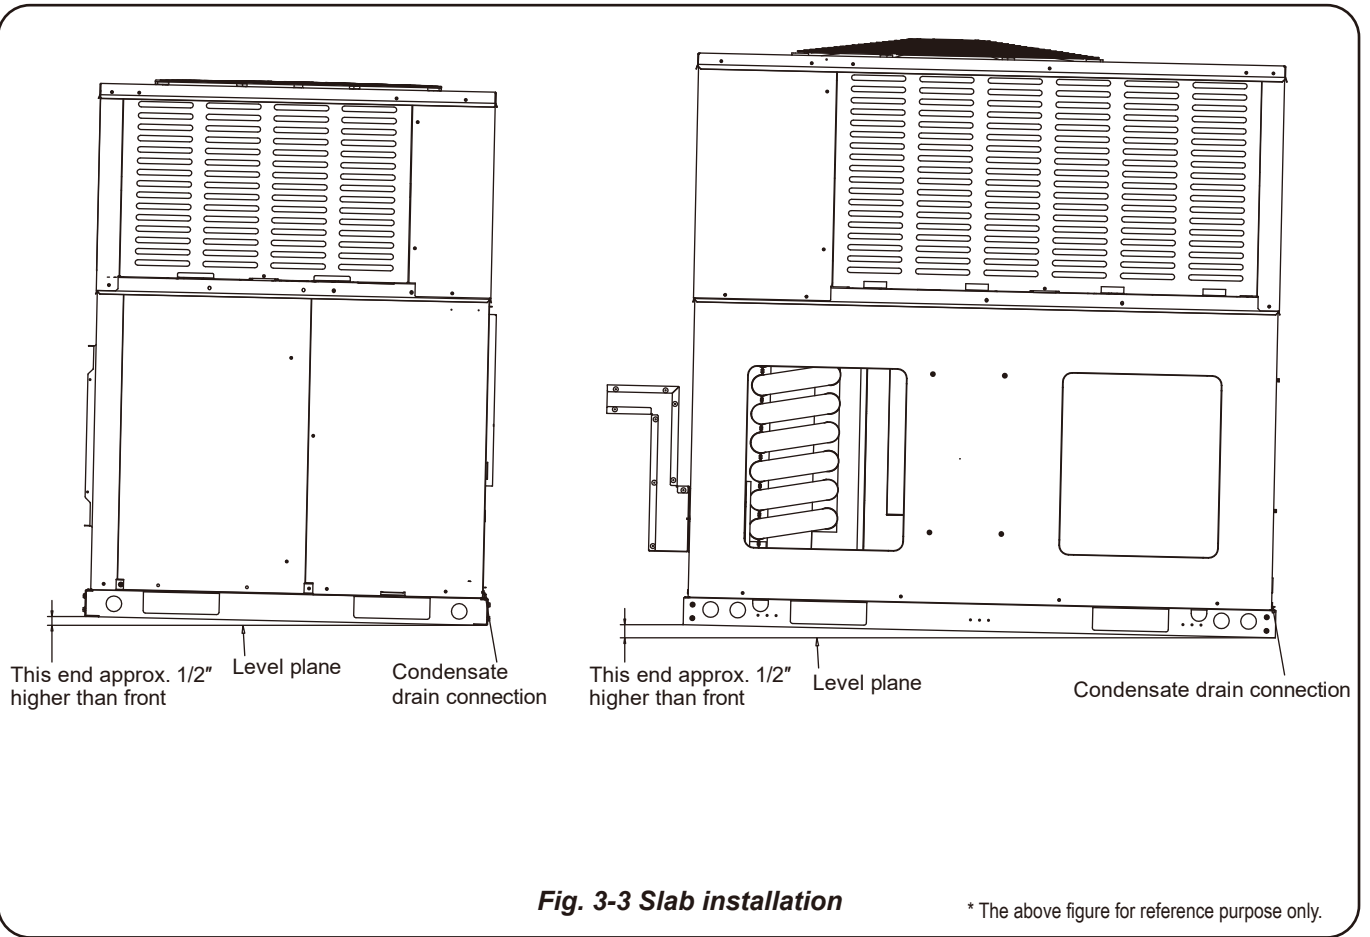 This end approx. 1/2″
higher than front
Level plane
Condensate
drain connection
This end approx. 1/2″
higher than front
Level plane
Condensate drain connection
Fig. 3-3 Slab installation
* The above figure for reference purpose only.